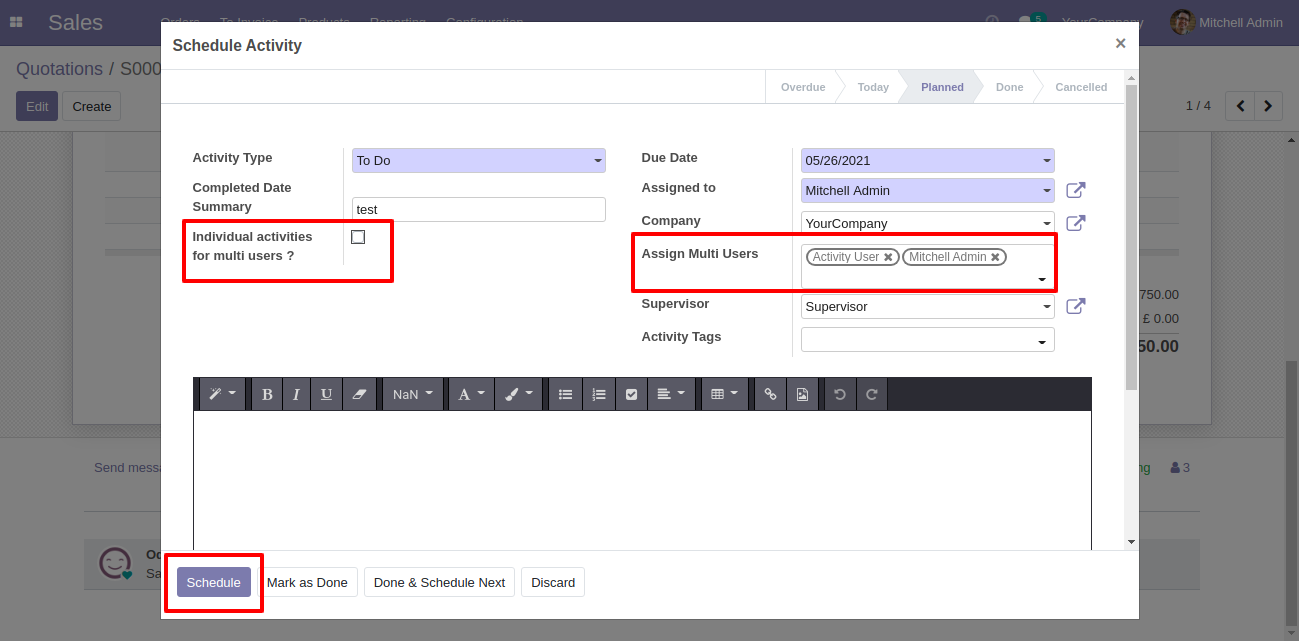 Sales Orders To Invoice Products Reporting Configuration 5 YourCompany Mitchell Admin
Schedule Activity ×
Quotations / S000
Overdue Today Planned Done Cancelled
Edit Create 1 / 4
Activity Type To Do Due Date 05/26/2021
Completed Date Assigned to Mitchell Admin
Summary test Company YourCompany
Individual activities
for multi users ? Assign Multi Users Activity User Mitchell Admin
750.00
Supervisor Supervisor
£ 0.00
Activity Tags
50.00
B I U NaN A
Send messa ng 3
Sa
Schedule Mark as Done Done & Schedule Next Discard